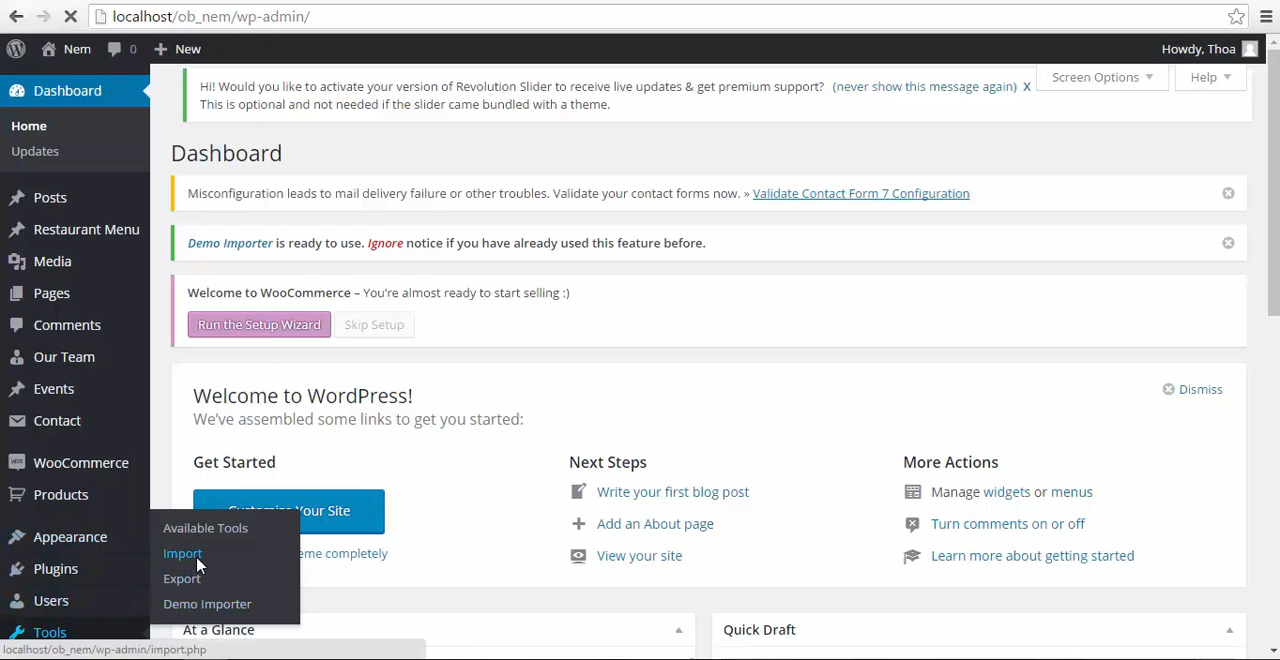 localhost/ob_nem/wp-admin/
Nem 0 New Howdy, Thoa
Dashboard
Home
Updates
Posts
Restaurant Menu
Media
Pages
Comments
Our Team
Events
Contact
WooCommerce
Products
Appearance
Plugins
Users
Tools
Available Tools
Import
Export
Demo Importer
Hi! Would you like to activate your version of Revolution Slider to receive live updates & get premium support? (never show this message again) X
This is optional and not needed if the slider came bundled with a theme.
Screen Options Help
Dashboard
Misconfiguration leads to mail delivery failure or other troubles. Validate your contact forms now. » Validate Contact Form 7 Configuration
Demo Importer is ready to use. Ignore notice if you have already used this feature before.
Welcome to WooCommerce – You're almost ready to start selling :)
Run the Setup Wizard Skip Setup
Welcome to WordPress!
Dismiss
We've assembled some links to get you started:
Get Started
Your Site
completely
Next Steps
Write your first blog post
Add an About page
View your site
More Actions
Manage widgets or menus
Turn comments on or off
Learn more about getting started
At a Glance
Quick Draft
localhost/ob_nem/wp-admin/import.php